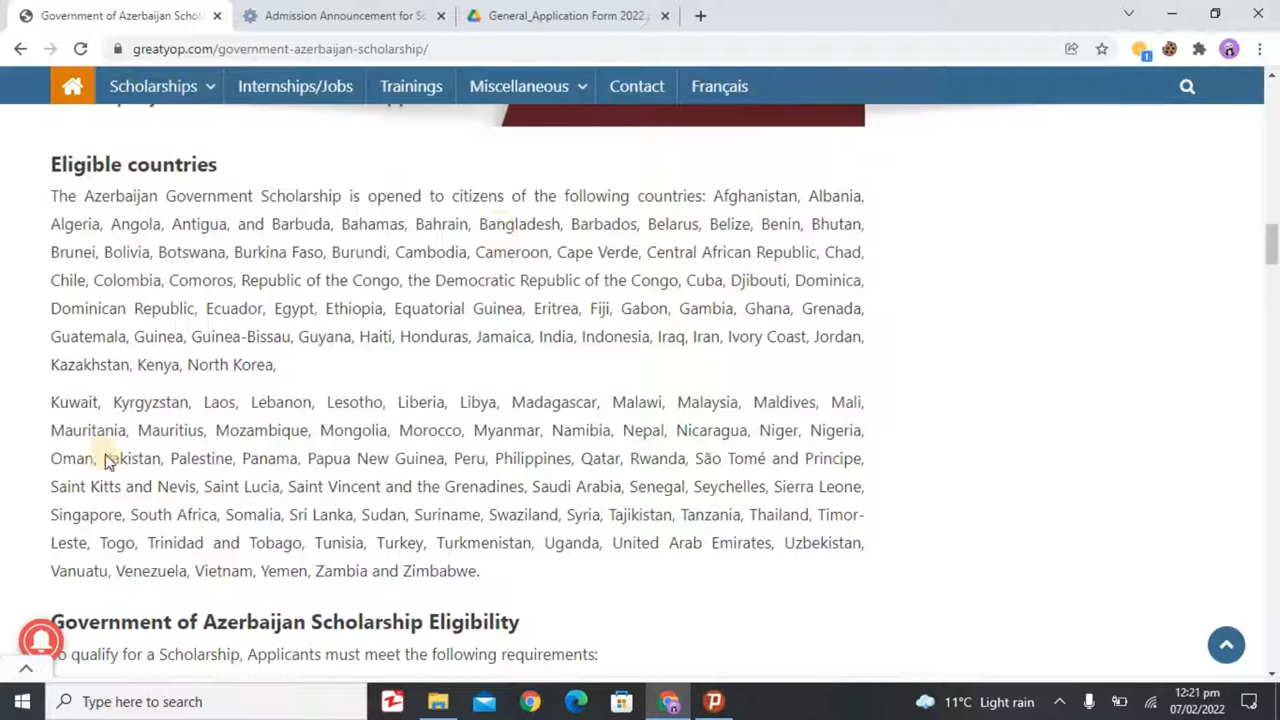 Government of Azerbaijan Schol
Admission Announcement for Sc
General_Application Form 2022.
greatyop.com/government-azerbaijan-scholarship/
Scholarships
Internships/Jobs
Trainings
Miscellaneous
Contact
Français
Eligible countries
The Azerbaijan Government Scholarship is opened to citizens of the following countries: Afghanistan, Albania,
Algeria, Angola, Antigua, and Barbuda, Bahamas, Bahrain, Bangladesh, Barbados, Belarus, Belize, Benin, Bhutan,
Brunei, Bolivia, Botswana, Burkina Faso, Burundi, Cambodia, Cameroon, Cape Verde, Central African Republic, Chad,
Chile, Colombia, Comoros, Republic of the Congo, the Democratic Republic of the Congo, Cuba, Djibouti, Dominica,
Dominican Republic, Ecuador, Egypt, Ethiopia, Equatorial Guinea, Eritrea, Fiji, Gabon, Gambia, Ghana, Grenada,
Guatemala, Guinea, Guinea-Bissau, Guyana, Haiti, Honduras, Jamaica, India, Indonesia, Iraq, Iran, Ivory Coast, Jordan,
Kazakhstan, Kenya, North Korea,
Kuwait, Kyrgyzstan, Laos, Lebanon, Lesotho, Liberia, Libya, Madagascar, Malawi, Malaysia, Maldives, Mali,
Mauritania, Mauritius, Mozambique, Mongolia, Morocco, Myanmar, Namibia, Nepal, Nicaragua, Niger, Nigeria,
Oman, Pakistan, Palestine, Panama, Papua New Guinea, Peru, Philippines, Qatar, Rwanda, São Tomé and Principe,
Saint Kitts and Nevis, Saint Lucia, Saint Vincent and the Grenadines, Saudi Arabia, Senegal, Seychelles, Sierra Leone,
Singapore, South Africa, Somalia, Sri Lanka, Sudan, Suriname, Swaziland, Syria, Tajikistan, Tanzania, Thailand, Timor-
Leste, Togo, Trinidad and Tobago, Tunisia, Turkey, Turkmenistan, Uganda, United Arab Emirates, Uzbekistan,
Vanuatu, Venezuela, Vietnam, Yemen, Zambia and Zimbabwe.
Government of Azerbaijan Scholarship Eligibility
To qualify for a Scholarship, Applicants must meet the following requirements:
Type here to search
11°C Light rain
12:21 pm
07/02/2022